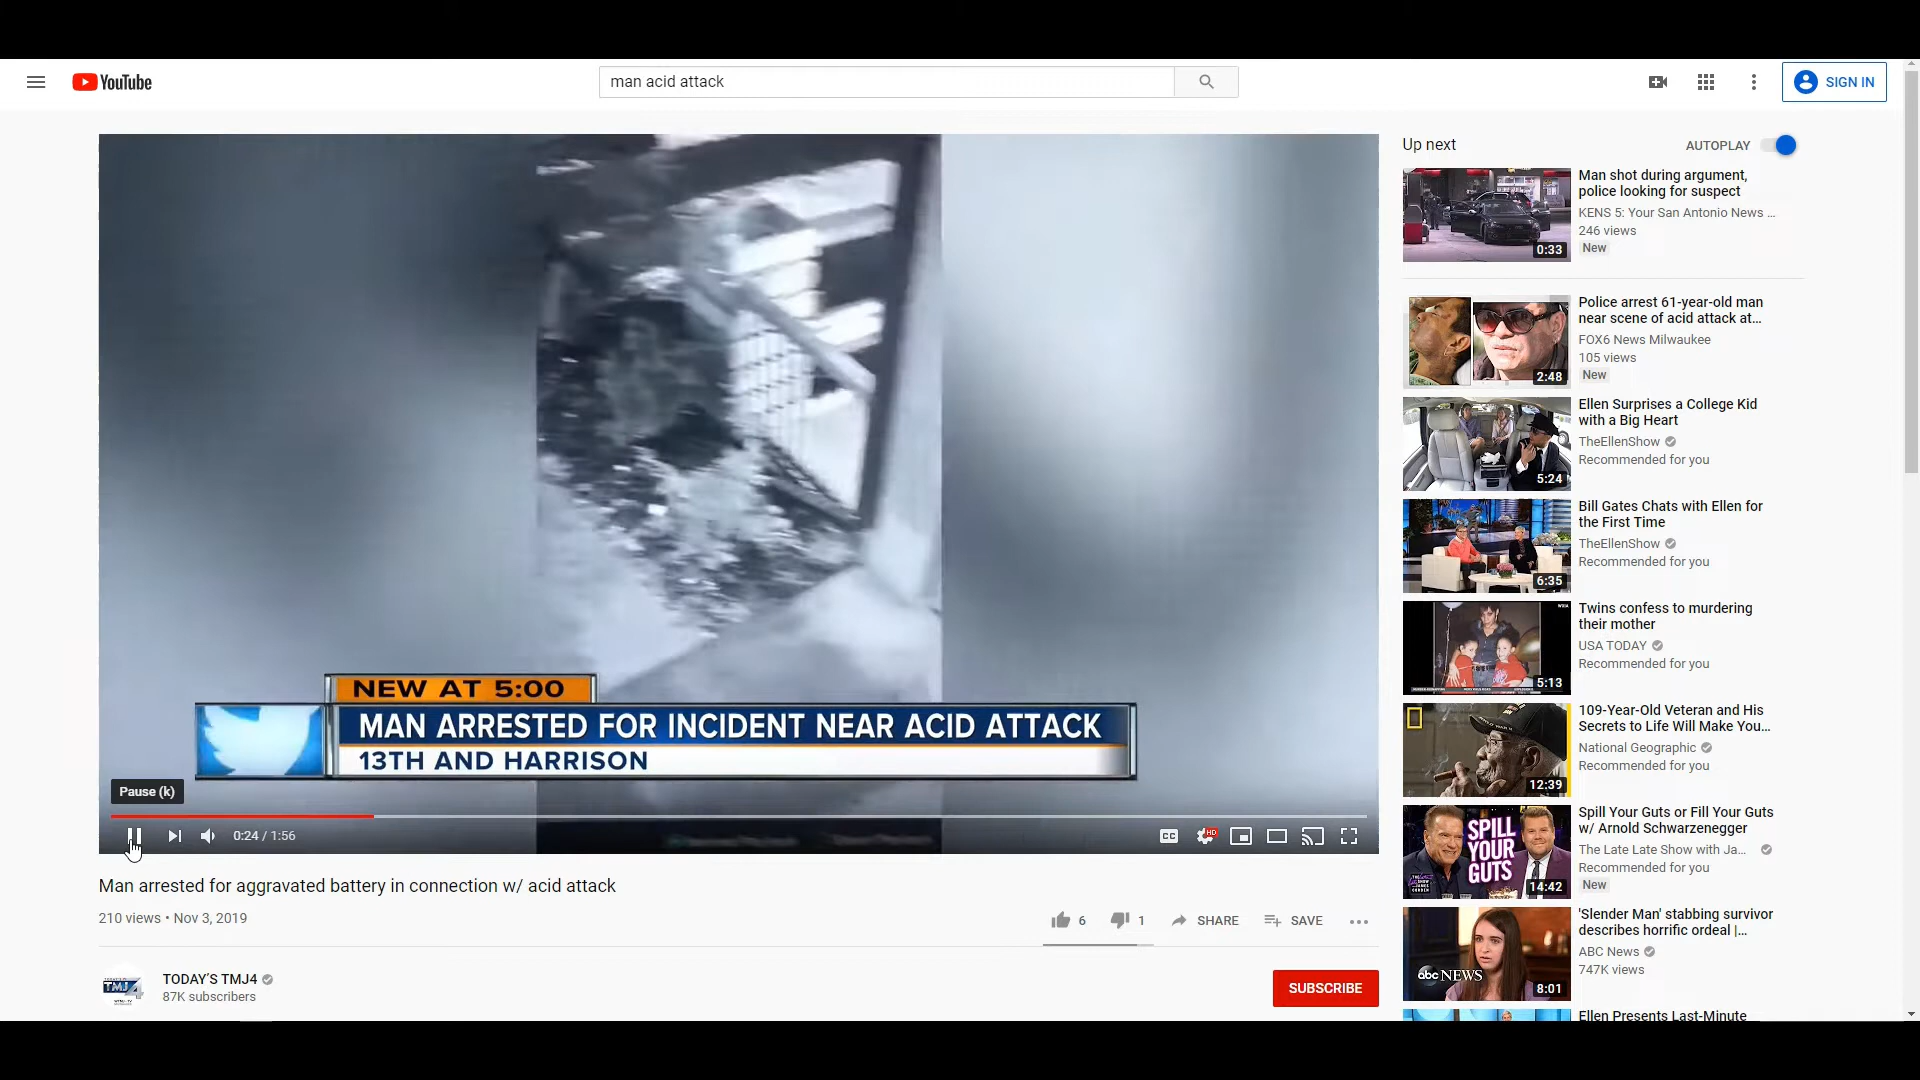 YouTube
man acid attack
SIGN IN
NEW AT 5:00
MAN ARRESTED FOR INCIDENT NEAR ACID ATTACK
13TH AND HARRISON
Pause (k)
0:24 / 1:56
CC
HD
Man arrested for aggravated battery in connection w/ acid attack
210 views • Nov 3, 2019
6
1
SHARE
SAVE
TMJ4
TODAY'S TMJ4
87K subscribers
SUBSCRIBE
Up next
AUTOPLAY
0:33
Man shot during argument,
police looking for suspect
KENS 5: Your San Antonio News ...
246 views
New
2:48
Police arrest 61-year-old man
near scene of acid attack at...
FOX6 News Milwaukee
105 views
New
5:24
Ellen Surprises a College Kid
with a Big Heart
TheEllenShow
Recommended for you
6:35
Bill Gates Chats with Ellen for
the First Time
TheEllenShow
Recommended for you
5:13
Twins confess to murdering
their mother
USA TODAY
Recommended for you
12:39
109-Year-Old Veteran and His
Secrets to Life Will Make You...
National Geographic
Recommended for you
SPILL
YOUR
GUTS
14:42
Spill Your Guts or Fill Your Guts
w/ Arnold Schwarzenegger
The Late Late Show with Ja...
Recommended for you
New
abc NEWS
8:01
'Slender Man' stabbing survivor
describes horrific ordeal |...
ABC News
747K views
Ellen Presents Last-Minute